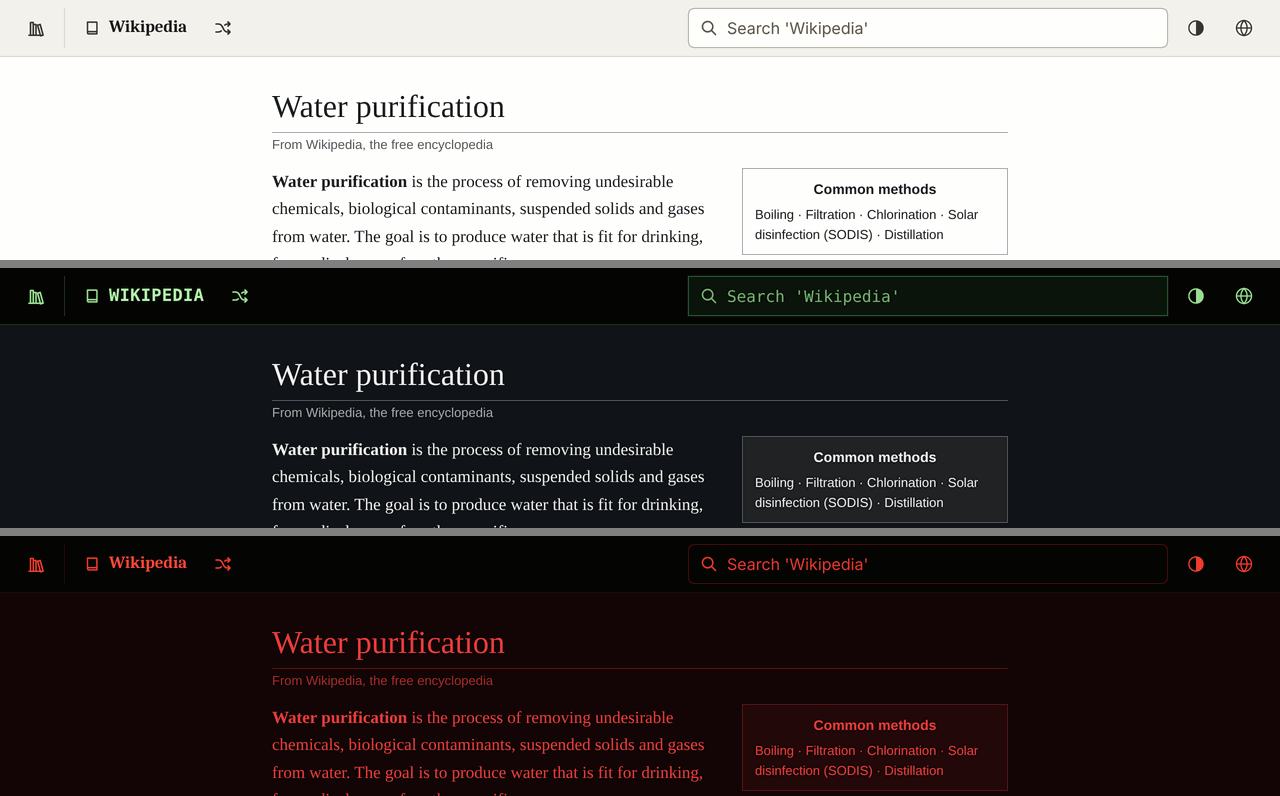 Wikipedia
Search 'Wikipedia'
Water purification
From Wikipedia, the free encyclopedia
Water purification is the process of removing undesirable
chemicals, biological contaminants, suspended solids and gases
from water. The goal is to produce water that is fit for drinking,
Common methods
Boiling · Filtration · Chlorination · Solar
disinfection (SODIS) · Distillation
WIKIPEDIA
Search 'Wikipedia'
Water purification
From Wikipedia, the free encyclopedia
Water purification is the process of removing undesirable
chemicals, biological contaminants, suspended solids and gases
from water. The goal is to produce water that is fit for drinking,
Common methods
Boiling · Filtration · Chlorination · Solar
disinfection (SODIS) · Distillation
Wikipedia
Search 'Wikipedia'
Water purification
From Wikipedia, the free encyclopedia
Water purification is the process of removing undesirable
chemicals, biological contaminants, suspended solids and gases
from water. The goal is to produce water that is fit for drinking,
Common methods
Boiling · Filtration · Chlorination · Solar
disinfection (SODIS) · Distillation